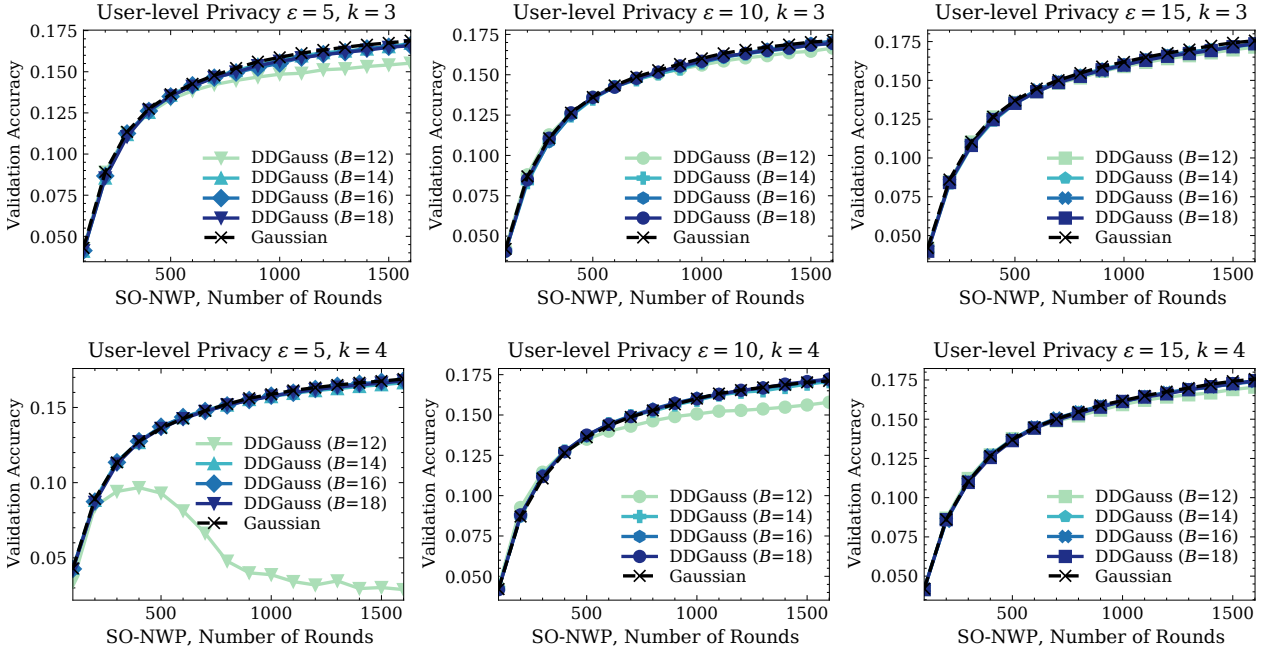 User-level Privacy ε = 5, k = 3
Validation Accuracy
0.175
0.150
0.125
0.100
0.075
0.050
DDGauss (B=12)
DDGauss (B=14)
DDGauss (B=16)
DDGauss (B=18)
Gaussian
500 1000 1500
SO-NWP, Number of Rounds
User-level Privacy ε = 10, k = 3
Validation Accuracy
0.175
0.150
0.125
0.100
0.075
0.050
DDGauss (B=12)
DDGauss (B=14)
DDGauss (B=16)
DDGauss (B=18)
Gaussian
500 1000 1500
SO-NWP, Number of Rounds
User-level Privacy ε = 15, k = 3
Validation Accuracy
0.175
0.150
0.125
0.100
0.075
0.050
DDGauss (B=12)
DDGauss (B=14)
DDGauss (B=16)
DDGauss (B=18)
Gaussian
500 1000 1500
SO-NWP, Number of Rounds
User-level Privacy ε = 5, k = 4
Validation Accuracy
0.15
0.10
0.05
DDGauss (B=12)
DDGauss (B=14)
DDGauss (B=16)
DDGauss (B=18)
Gaussian
500 1000 1500
SO-NWP, Number of Rounds
User-level Privacy ε = 10, k = 4
Validation Accuracy
0.175
0.150
0.125
0.100
0.075
0.050
DDGauss (B=12)
DDGauss (B=14)
DDGauss (B=16)
DDGauss (B=18)
Gaussian
500 1000 1500
SO-NWP, Number of Rounds
User-level Privacy ε = 15, k = 4
Validation Accuracy
0.175
0.150
0.125
0.100
0.075
0.050
DDGauss (B=12)
DDGauss (B=14)
DDGauss (B=16)
DDGauss (B=18)
Gaussian
500 1000 1500
SO-NWP, Number of Rounds